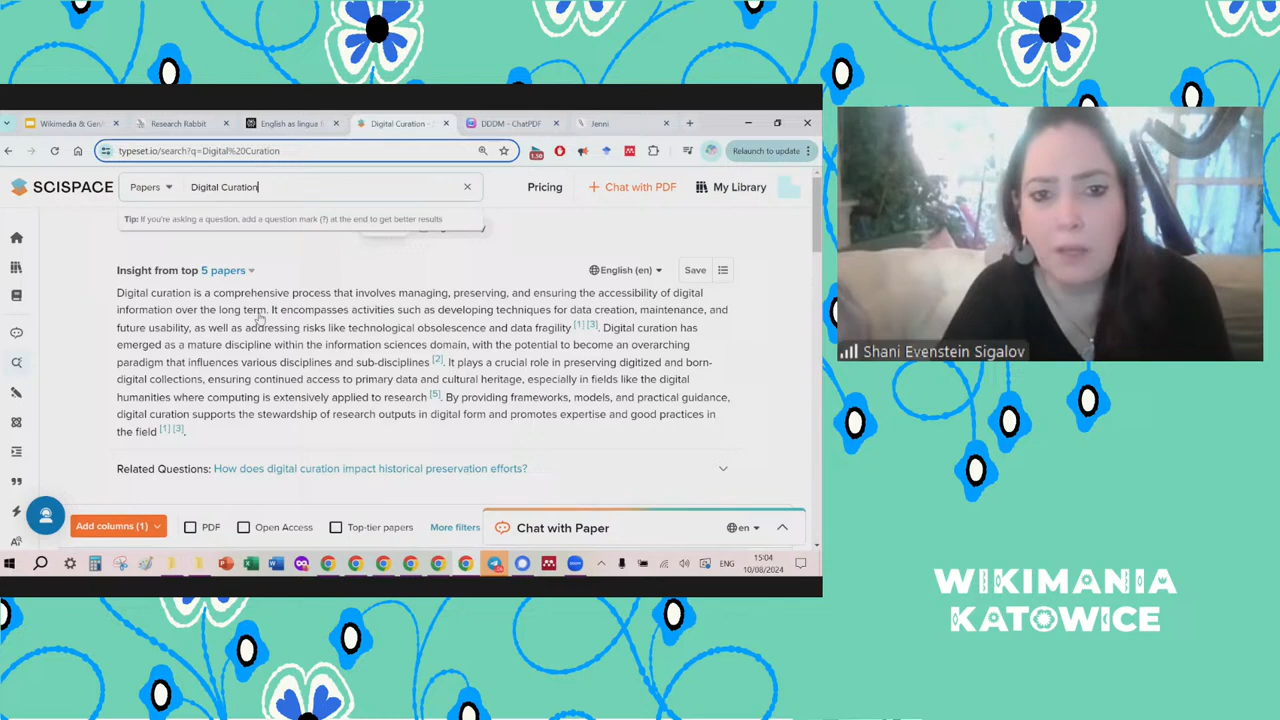 Wikimedia & Gen
Research Rabbit
English as lingua
Digital Curation -
DDDM - ChatPDF
Jenni
typeset.io/search?q=Digital%20Curation
Relaunch to update
SCISPACE
Papers
Digital Curation
Pricing
+ Chat with PDF
My Library
Tip: If you're asking a question, add a question mark (?) at the end to get better results
Insight from top 5 papers
English (en)
Save
Digital curation is a comprehensive process that involves managing, preserving, and ensuring the accessibility of digital
information over the long term. It encompasses activities such as developing techniques for data creation, maintenance, and
future usability, as well as addressing risks like technological obsolescence and data fragility [1] [3]. Digital curation has
emerged as a mature discipline within the information sciences domain, with the potential to become an overarching
paradigm that influences various disciplines and sub-disciplines [2]. It plays a crucial role in preserving digitized and born-
digital collections, ensuring continued access to primary data and cultural heritage, especially in fields like the digital
humanities where computing is extensively applied to research [5]. By providing frameworks, models, and practical guidance,
digital curation supports the stewardship of research outputs in digital form and promotes expertise and good practices in
the field [1] [3].
Related Questions: How does digital curation impact historical preservation efforts?
Add columns (1)
PDF
Open Access
Top-tier papers
More filters
Chat with Paper
en
ENG
15:04
10/08/2024
Shani Evenstein Sigalov
WIKIMANIA
KATOWICE